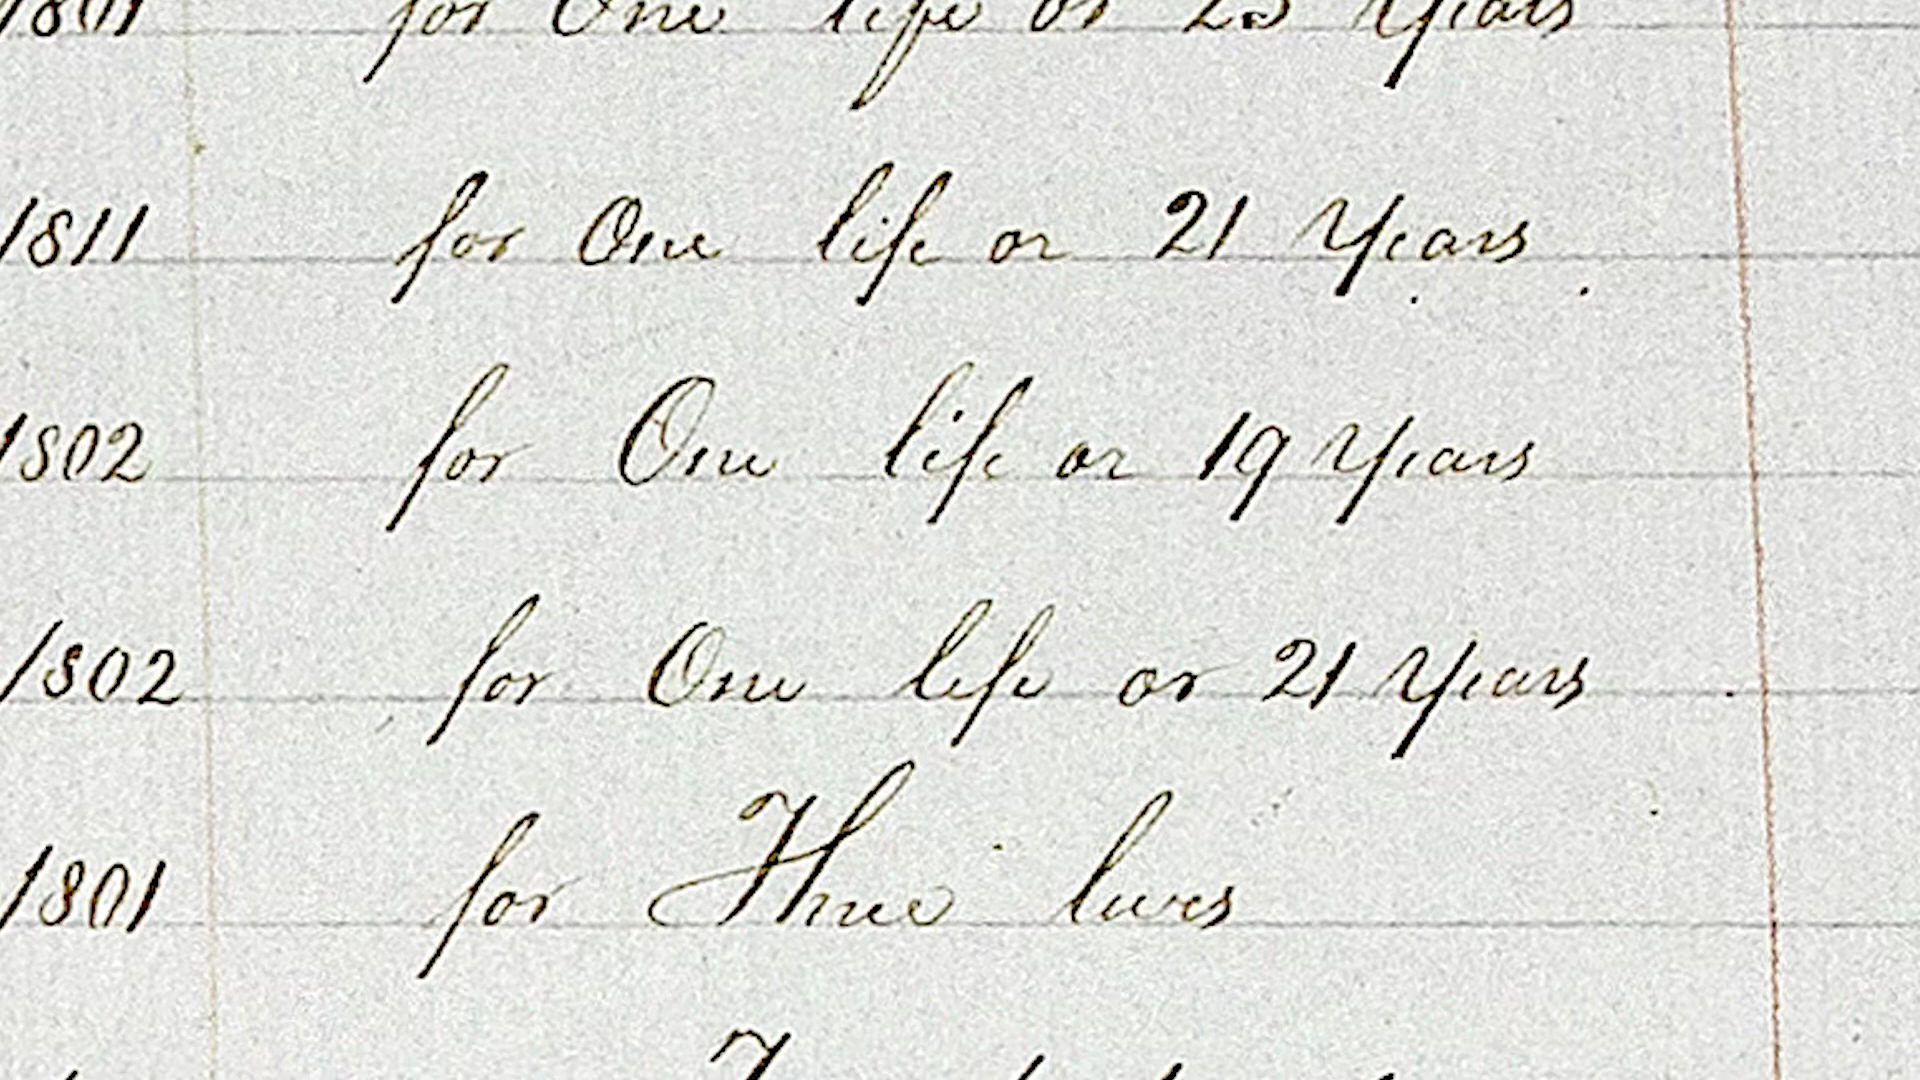 1801 for One life or 23 Years
1811 for One life or 21 Years
1802 for One life or 19 Years
1802 for One life or 21 Years
1801 for Three lives